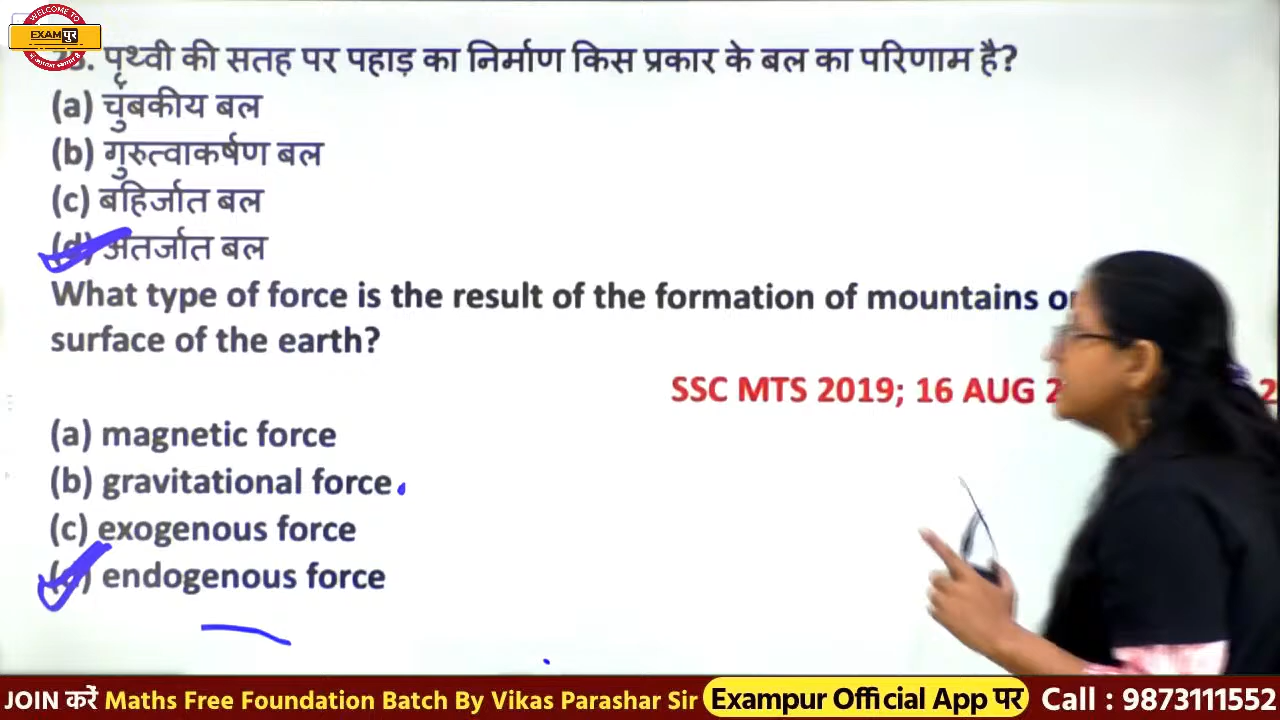 WELCOME TO
EXAMपुर
पृथ्वी की सतह पर पहाड़ का निर्माण किस प्रकार के बल का परिणाम है?
(a) चुंबकीय बल
(b) गुरुत्वाकर्षण बल
(c) बहिर्जात बल
(d) अंतर्जात बल
What type of force is the result of the formation of mountains
surface of the earth?
SSC MTS 2019; 16 AUG
(a) magnetic force
(b) gravitational force
(c) exogenous force
endogenous force
JOIN करें Maths Free Foundation Batch By Vikas Parashar Sir Exampur Official App पर Call : 9873111552